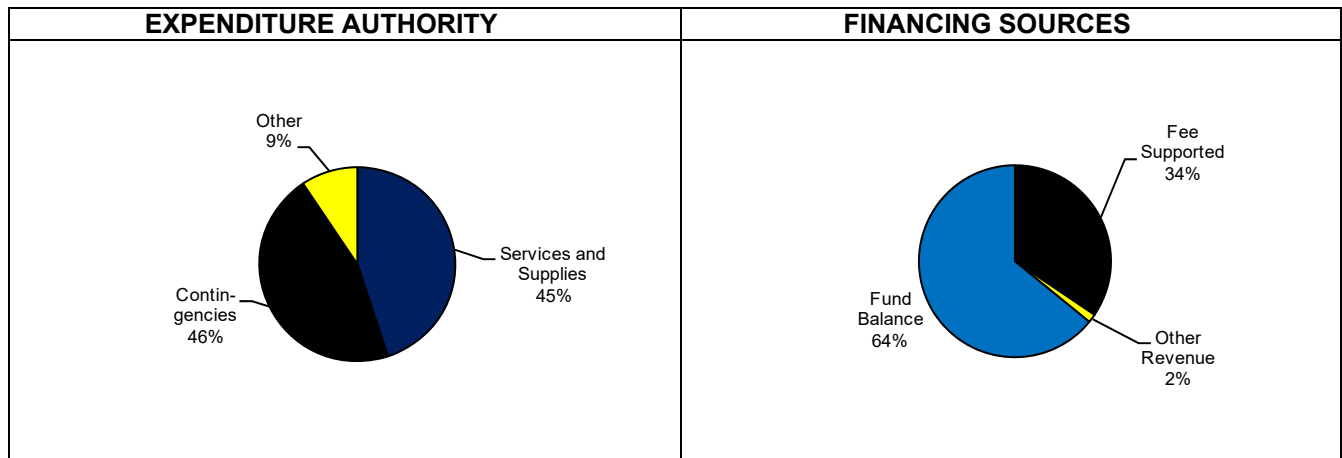 EXPENDITURE AUTHORITY
FINANCING SOURCES
Other
9%
Services and
Supplies
45%
Contin-
gencies
46%
Fee
Supported
34%
Fund
Balance
64%
Other
Revenue
2%